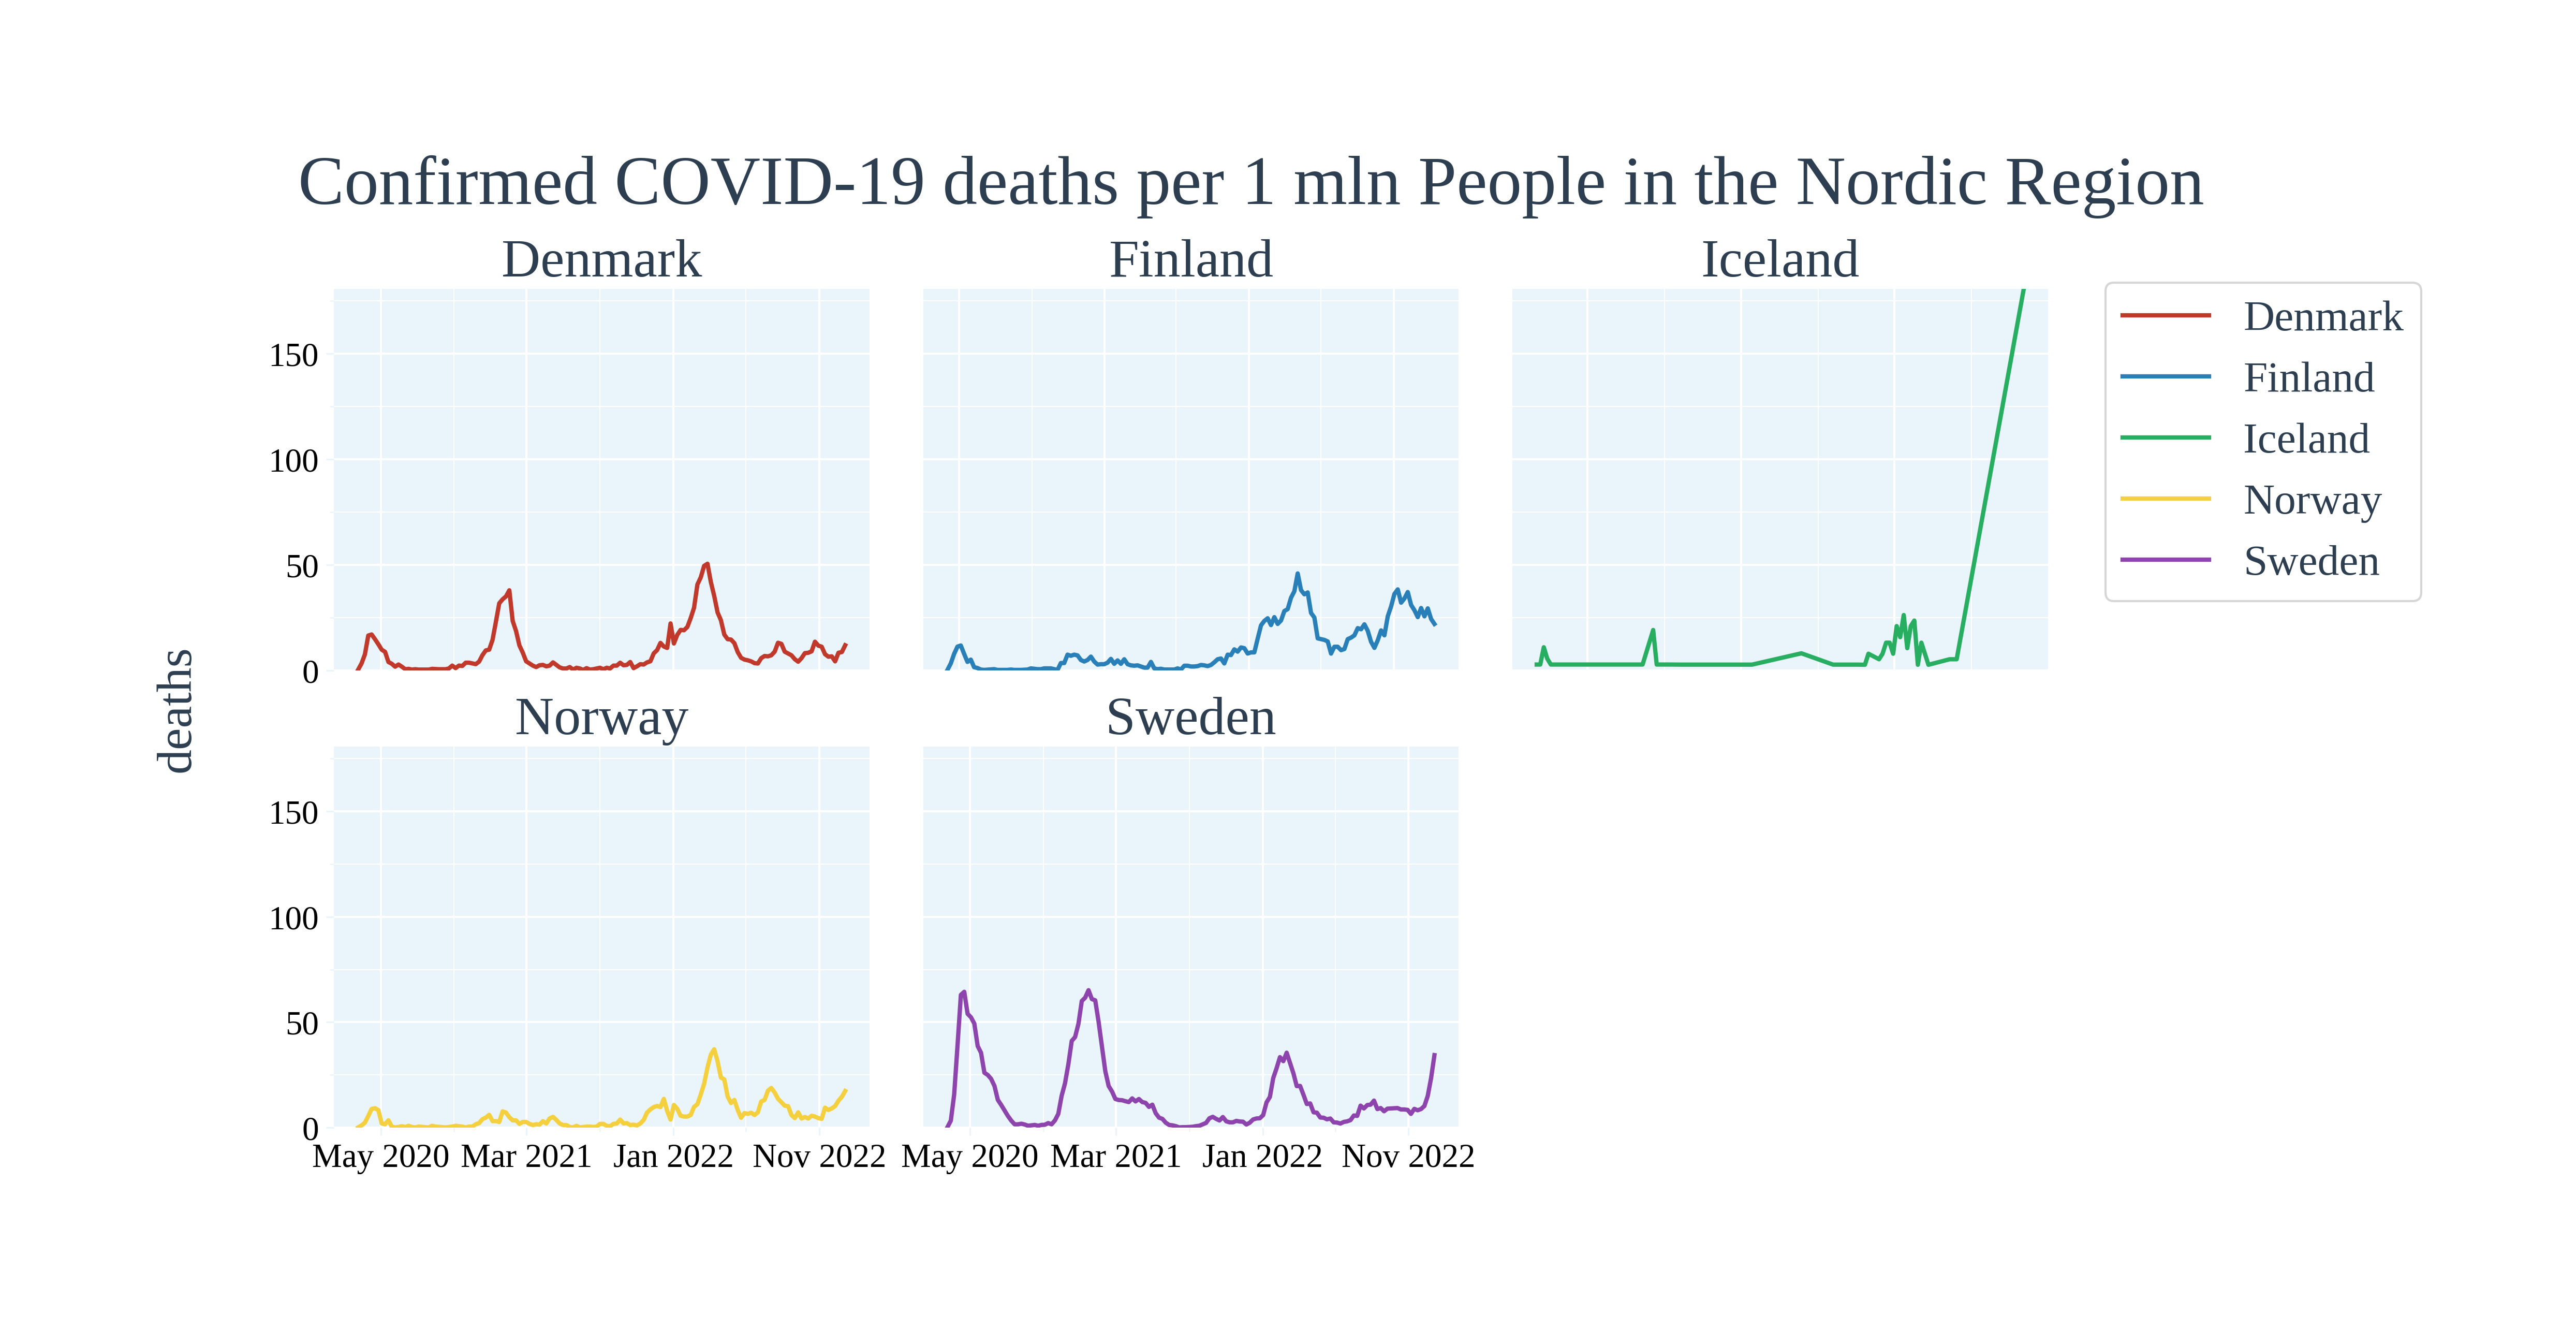 Confirmed COVID-19 deaths per 1 mln People in the Nordic Region
Denmark
Finland
Iceland
150
100
50
0
Denmark
Finland
Iceland
Norway
Sweden
deaths
Norway
Sweden
150
100
50
0
May 2020 Mar 2021 Jan 2022 Nov 2022
May 2020 Mar 2021 Jan 2022 Nov 2022